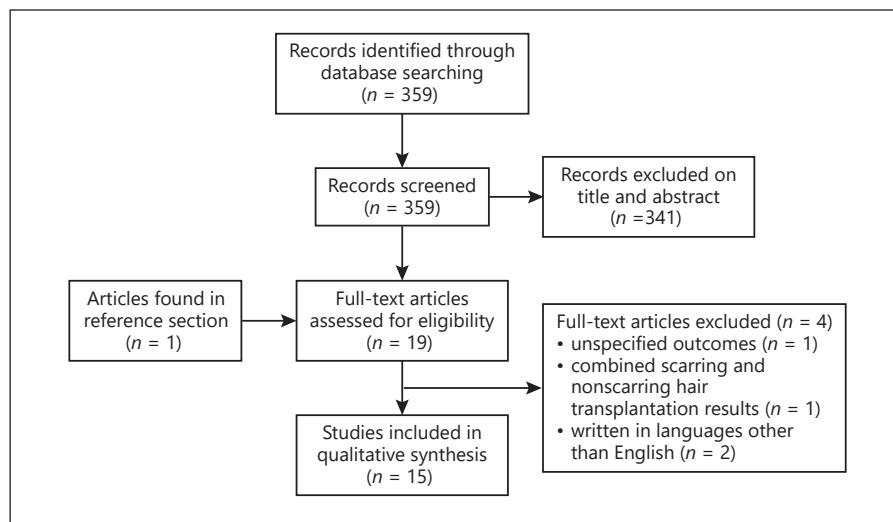 Records identified through
database searching
(n = 359)
Records screened
(n = 359)
Records excluded on
title and abstract
(n =341)
Articles found in
reference section
(n = 1)
Full-text articles
assessed for eligibility
(n = 19)
Full-text articles excluded (n = 4)
• unspecified outcomes (n = 1)
• combined scarring and
nonscarring hair
transplantation results (n = 1)
• written in languages other
than English (n = 2)
Studies included in
qualitative synthesis
(n = 15)